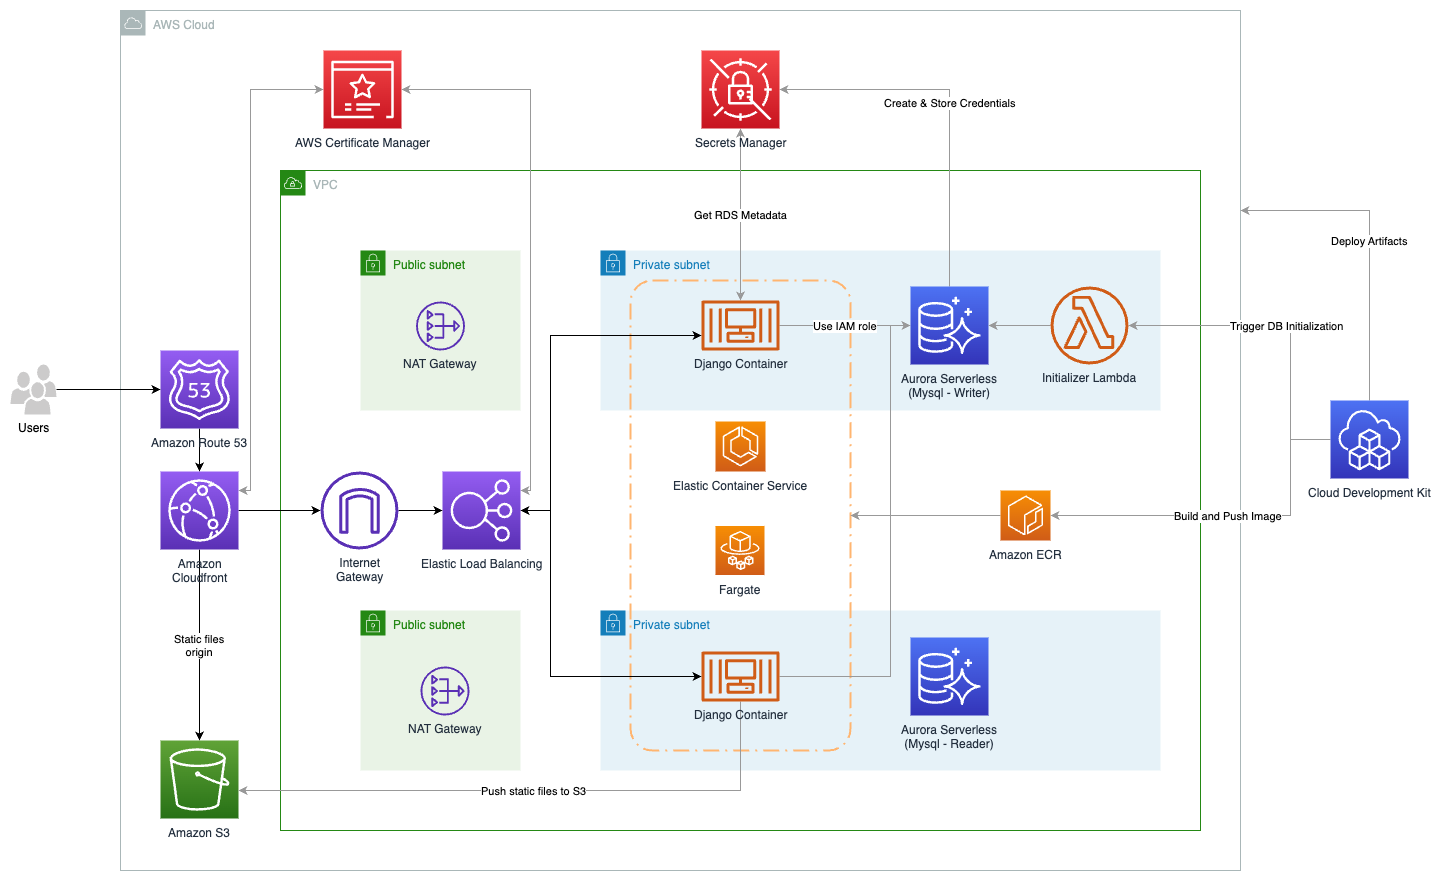 AWS Cloud
AWS Certificate Manager
Secrets Manager
Create & Store Credentials
VPC
Get RDS Metadata
Deploy Artifacts
Public subnet
Private subnet
NAT Gateway
Django Container
Use IAM role
Aurora Serverless
(Mysql - Writer)
Initializer Lambda
Trigger DB Initialization
Users
53
Amazon Route 53
Elastic Container Service
Cloud Development Kit
Amazon
Cloudfront
Internet
Gateway
Elastic Load Balancing
Build and Push Image
Amazon ECR
Fargate
Static files
origin
Public subnet
Private subnet
NAT Gateway
Django Container
Aurora Serverless
(Mysql - Reader)
Push static files to S3
Amazon S3